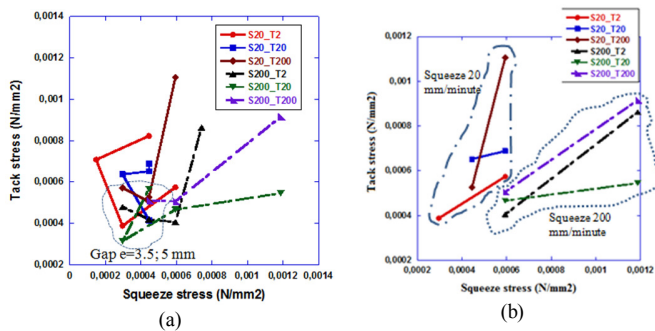 (a)
0,0014
0,0012
0,001
0,0008
0,0006
0,0004
0,0002
Tack stress (N/mm2)
S20_T2
S20_T20
S20_T200
S200_T2
S200_T20
S200_T200
Gap e=3.5; 5 mm
0 0,0002 0,0004 0,0006 0,0008 0,001 0,0012 0,0014
Squeeze stress (N/mm2)
(a)
(b)
0,0014
0,0012
0,001
0,0008
0,0006
0,0004
0,0002
Tack stress (N/mm2)
S20_T2
S20_T20
S20_T200
S200_T2
S200_T20
S200_T200
Squeeze 20
mm/minute
Squeeze 200
mm/minute
0,0002 0,0004 0,0006 0,0008 0,001 0,0012
Squeeze stress (N/mm2)
(b)